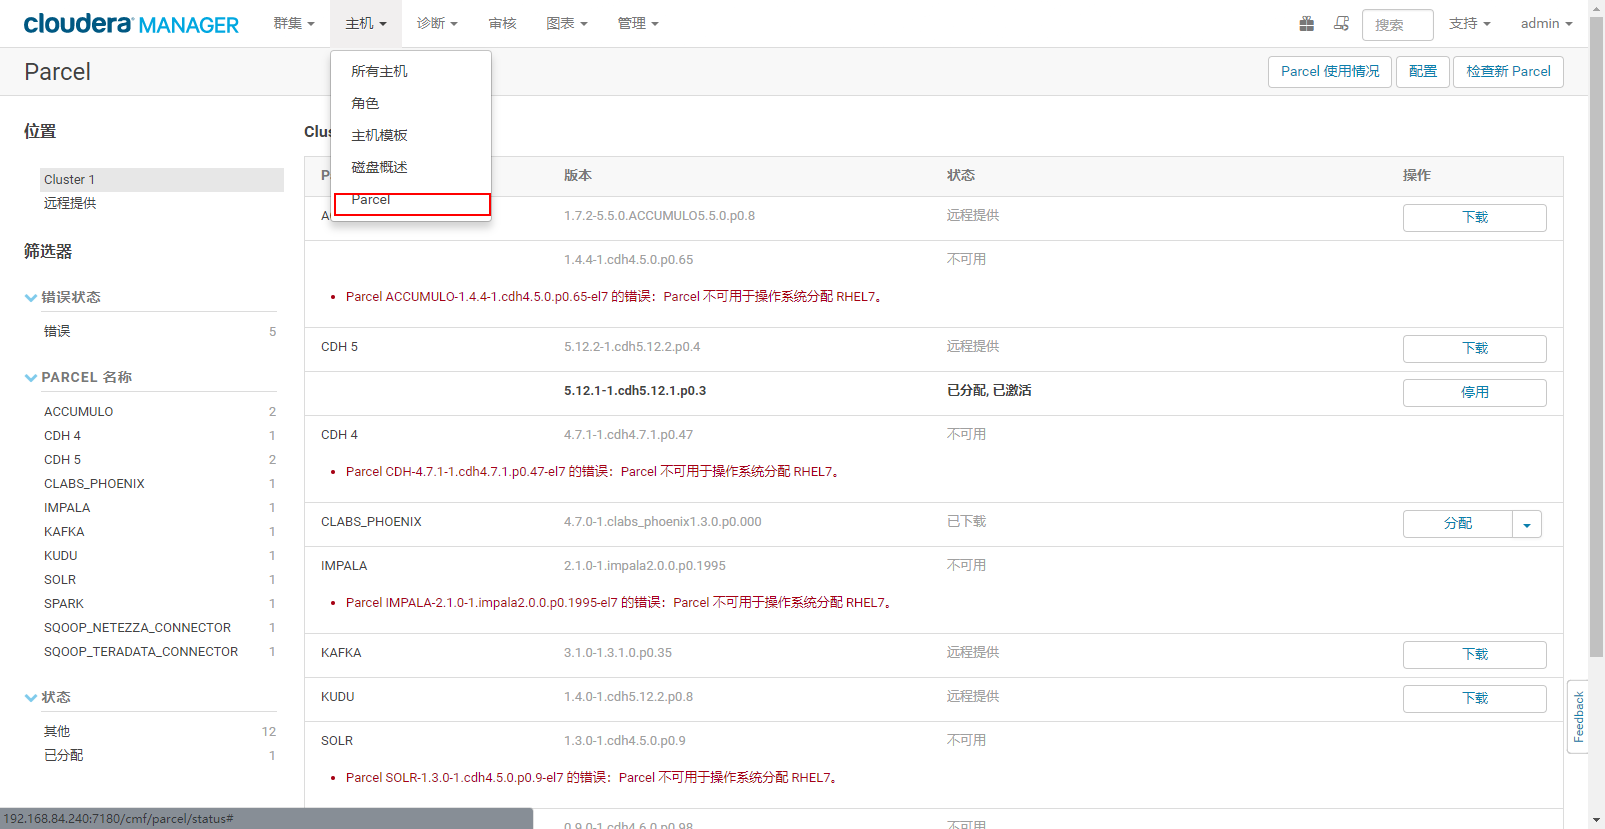 cloudera MANAGER 群集 主机 诊断 审核 图表 管理 搜索 支持 admin
Parcel Parcel 使用情况 配置 检查新 Parcel
所有主机
角色
主机模板
磁盘概述
Parcel
位置
Cluster 1
远程提供
筛选器
错误状态
错误 5
PARCEL 名称
ACCUMULO 2
CDH 4 1
CDH 5 2
CLABS_PHOENIX 1
IMPALA 1
KAFKA 1
KUDU 1
SOLR 1
SPARK 1
SQOOP_NETEZZA_CONNECTOR 1
SQOOP_TERADATA_CONNECTOR 1
状态
其他 12
已分配 1
版本 状态 操作
1.7.2-5.5.0.ACCUMULO5.5.0.p0.8 远程提供 下载
1.4.4-1.cdh4.5.0.p0.65 不可用
Parcel ACCUMULO-1.4.4-1.cdh4.5.0.p0.65-el7 的错误：Parcel 不可用于操作系统分配 RHEL7。
CDH 5 5.12.2-1.cdh5.12.2.p0.4 远程提供 下载
5.12.1-1.cdh5.12.1.p0.3 已分配, 已激活 停用
CDH 4 4.7.1-1.cdh4.7.1.p0.47 不可用
Parcel CDH-4.7.1-1.cdh4.7.1.p0.47-el7 的错误：Parcel 不可用于操作系统分配 RHEL7。
CLABS_PHOENIX 4.7.0-1.clabs_phoenix1.3.0.p0.000 已下载 分配
IMPALA 2.1.0-1.impala2.0.0.p0.1995 不可用
Parcel IMPALA-2.1.0-1.impala2.0.0.p0.1995-el7 的错误：Parcel 不可用于操作系统分配 RHEL7。
KAFKA 3.1.0-1.3.1.0.p0.35 远程提供 下载
KUDU 1.4.0-1.cdh5.12.2.p0.8 远程提供 下载
SOLR 1.3.0-1.cdh4.5.0.p0.9 不可用
Parcel SOLR-1.3.0-1.cdh4.5.0.p0.9-el7 的错误：Parcel 不可用于操作系统分配 RHEL7。
0.9.0-1.cdh4.6.0.p0.98 不可用
Feedback
192.168.84.240:7180/cmf/parcel/status#